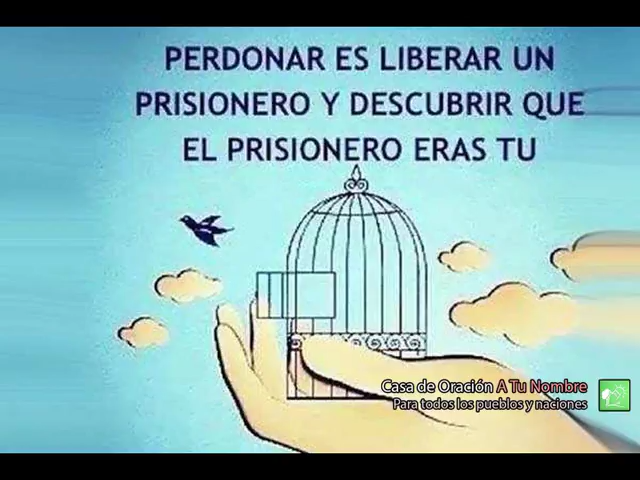 PERDONAR ES LIBERAR UN
PRISIONERO Y DESCUBRIR QUE
EL PRISIONERO ERAS TU
Casa de Oración A Tu Nombre
Para todos los pueblos y naciones